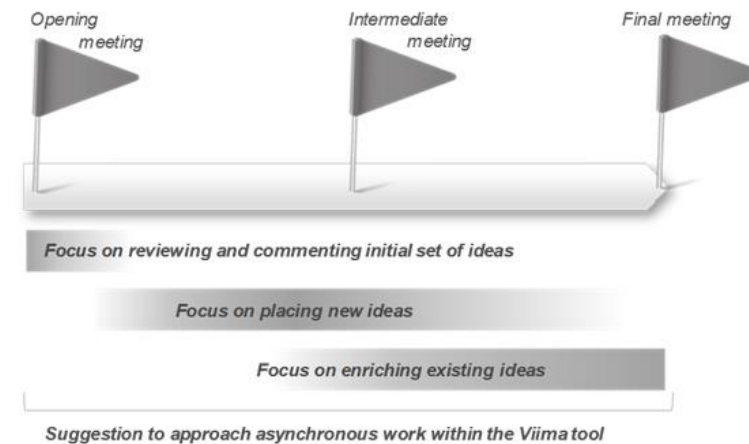 Opening
meeting
Intermediate
meeting
Final meeting
Focus on reviewing and commenting initial set of ideas
Focus on placing new ideas
Focus on enriching existing ideas
Suggestion to approach asynchronous work within the Viima tool